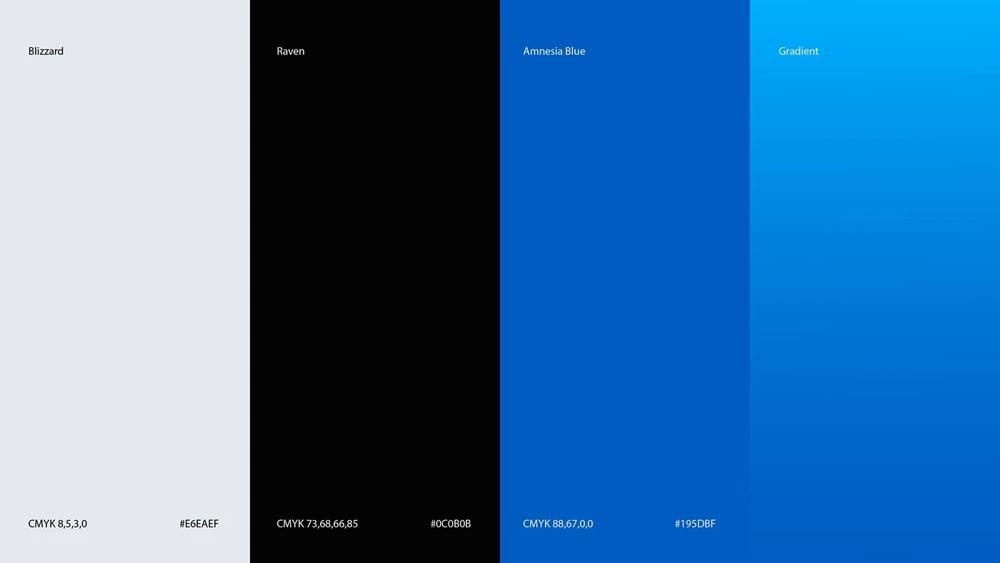 Blizzard
Raven
Amnesia Blue
Gradient
CMYK 8,5,3,0
#E6EAEF
CMYK 73,68,66,85
#0C0B0B
CMYK 88,67,0,0
#195DBF